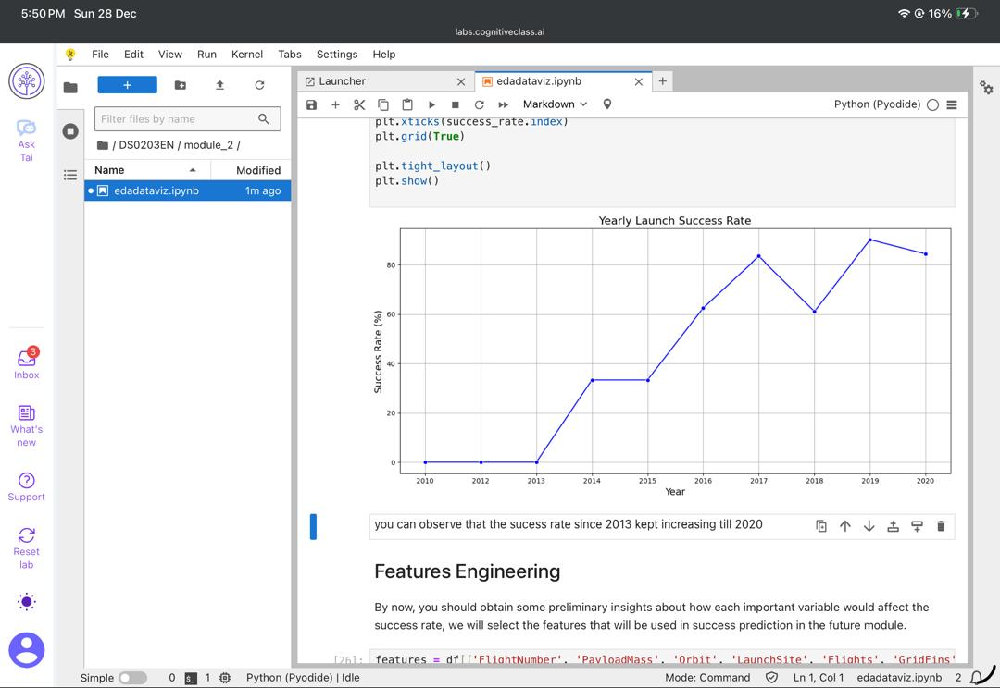 5:50 PM Sun 28 Dec
16%
labs.cognitiveclass.ai
File Edit View Run Kernel Tabs Settings Help
Ask
Tai
3
Inbox
What's
new
Support
Reset
lab
+
Filter files by name
/ DS0203EN / module_2 /
Name Modified
edadataviz.ipynb 1m ago
Launcher
edadataviz.ipynb
Markdown
Python (Pyodide)
plt.xticks(success_rate.index)
plt.grid(True)
plt.tight_layout()
plt.show()
Yearly Launch Success Rate
Success Rate (%)
80
60
40
20
0
2010 2012 2013 2014 2015 2016 2017 2018 2019 2020
Year
you can observe that the sucess rate since 2013 kept increasing till 2020
Features Engineering
By now, you should obtain some preliminary insights about how each important variable would affect the
success rate, we will select the features that will be used in success prediction in the future module.
[26]: features = df[['FlightNumber', 'PayloadMass', 'Orbit', 'LaunchSite', 'Flights', 'GridFins'
Simple 0 $_ 1 Python (Pyodide) | Idle Mode: Command Ln 1, Col 1 edadataviz.ipynb 2